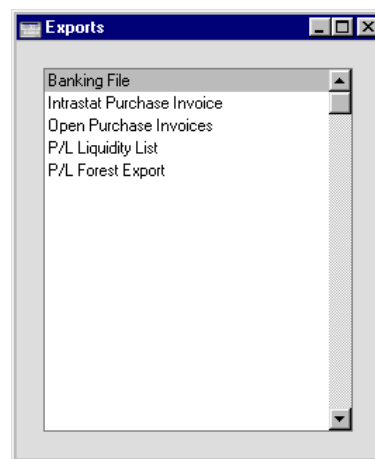 Exports
Banking File
Intrastat Purchase Invoice
Open Purchase Invoices
P/L Liquidity List
P/L Forest Export